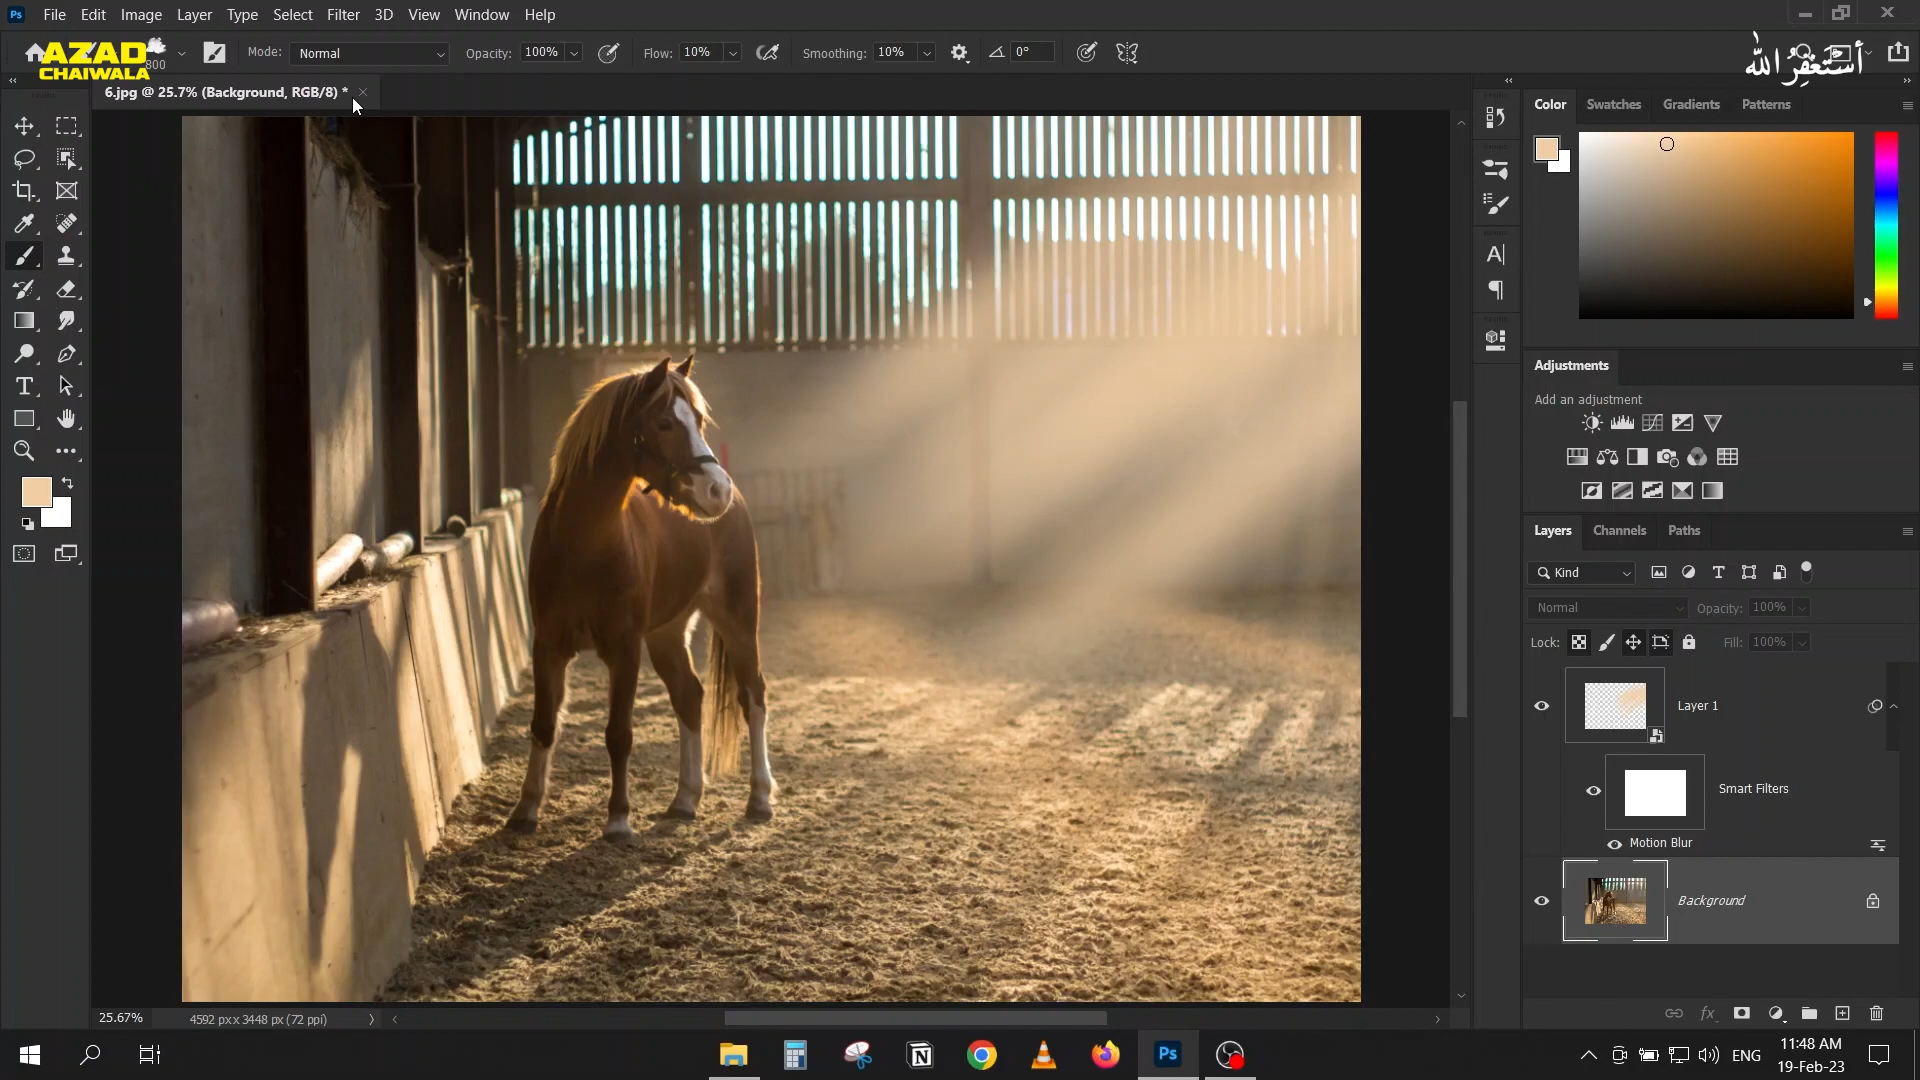 File Edit Image Layer Type Select Filter 3D View Window Help
AZAD
CHAIWALA
800
Mode: Normal
Opacity: 100%
Flow: 10%
Smoothing: 10%
0°
أستغفر الله
6.jpg @ 25.7% (Background, RGB/8) *
Color Swatches Gradients Patterns
Adjustments
Add an adjustment
Layers Channels Paths
Kind
Normal
Opacity: 100%
Lock:
Fill: 100%
Layer 1
Smart Filters
Motion Blur
Background
25.67%
4592 px x 3448 px (72 ppi)
ENG
11:48 AM
19-Feb-23